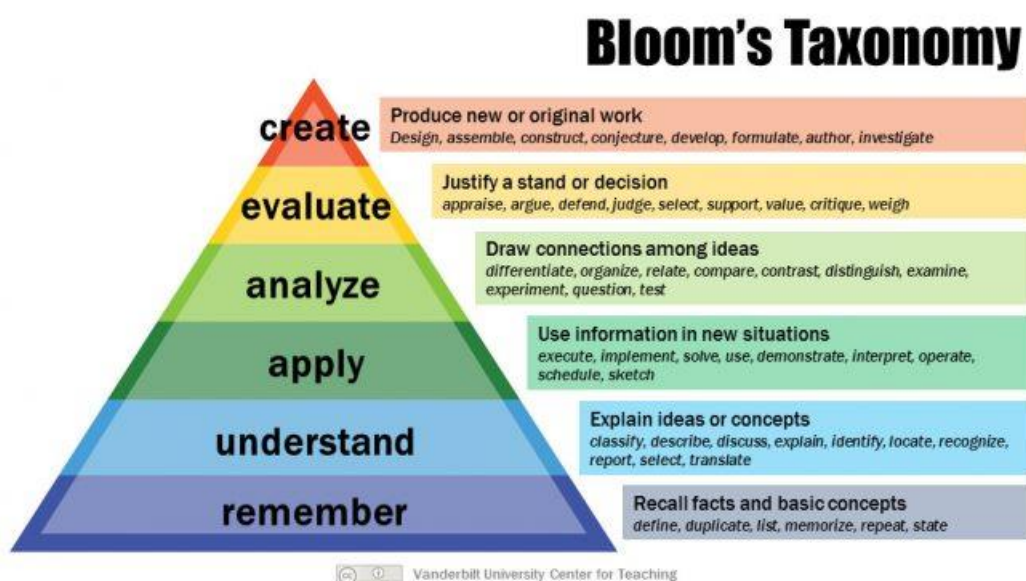 Bloom's Taxonomy
create
Produce new or original work
Design, assemble, construct, conjecture, develop, formulate, author, investigate
evaluate
Justify a stand or decision
appraise, argue, defend, judge, select, support, value, critique, weigh
analyze
Draw connections among ideas
differentiate, organize, relate, compare, contrast, distinguish, examine,
experiment, question, test
apply
Use information in new situations
execute, implement, solve, use, demonstrate, interpret, operate,
schedule, sketch
understand
Explain ideas or concepts
classify, describe, discuss, explain, identify, locate, recognize,
report, select, translate
remember
Recall facts and basic concepts
define, duplicate, list, memorize, repeat, state
cc
Vanderbilt University Center for Teaching